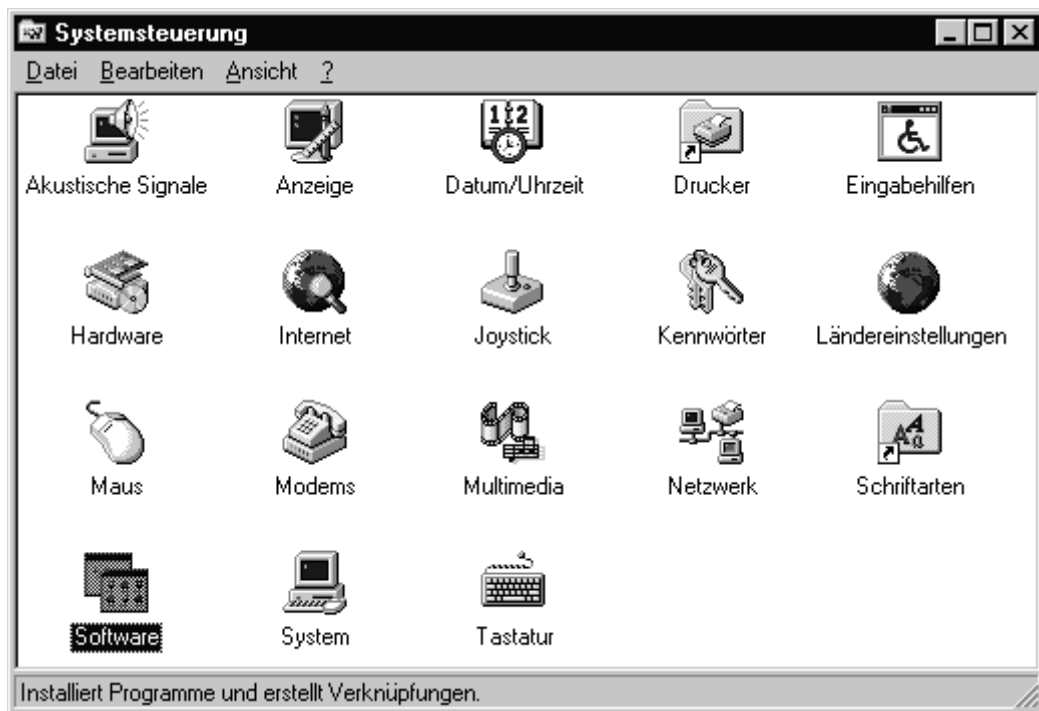 Systemsteuerung
Datei Bearbeiten Ansicht ?
12
Akustische Signale Anzeige Datum/Uhrzeit Drucker Eingabehilfen
Hardware Internet Joystick Kennwörter Ländereinstellungen
Maus Modems Multimedia Netzwerk Schriftarten
Software System Tastatur
Installiert Programme und erstellt Verknüpfungen.